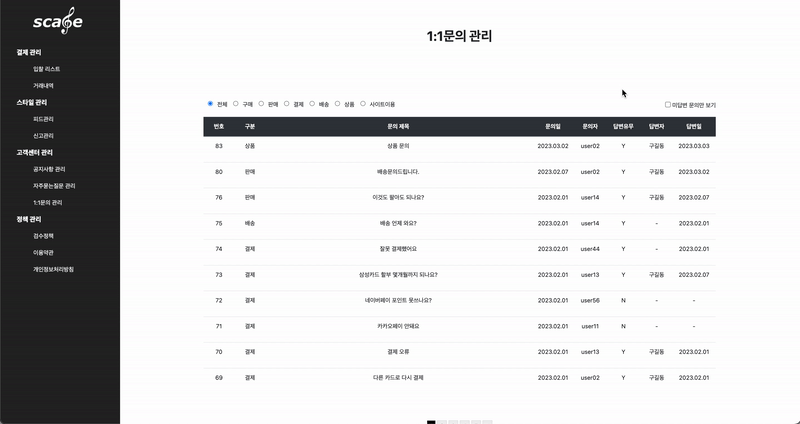 scale
결제 관리
입찰 리스트
거래내역
스타일 관리
피드관리
신고관리
고객센터 관리
공지사항 관리
자주묻는질문 관리
1:1문의 관리
정책 관리
검수정책
이용약관
개인정보처리방침
1:1문의 관리
전체 구매 판매 결제 배송 상품 사이트이용 미답변 문의만 보기
번호 구분 문의 제목 문의일 문의자 답변유무 답변자 답변일
83 상품 상품 문의 2023.03.02 user02 Y 구길동 2023.03.03
80 판매 배송문의드립니다. 2023.02.07 user02 Y 구길동 2023.02.01
76 판매 이것도 팔아도 되나요? 2023.02.01 user14 Y 구길동 2023.02.07
75 배송 배송 언제 와요? 2023.02.01 user14 Y - 2023.02.01
74 결제 잘못 결제했어요 2023.02.01 user44 Y - 2023.02.01
73 결제 삼성카드 할부 몇개월까지 되나요? 2023.02.01 user13 Y 구길동 2023.02.07
72 결제 네이버페이 포인트 못쓰나요? 2023.02.01 user56 N - -
71 결제 카카오페이 안돼요 2023.02.01 user11 N - -
70 결제 결제 오류 2023.02.01 user13 Y 구길동 2023.02.01
69 결제 다른 카드로 다시 결제 2023.02.01 user02 Y 구길동 2023.02.01